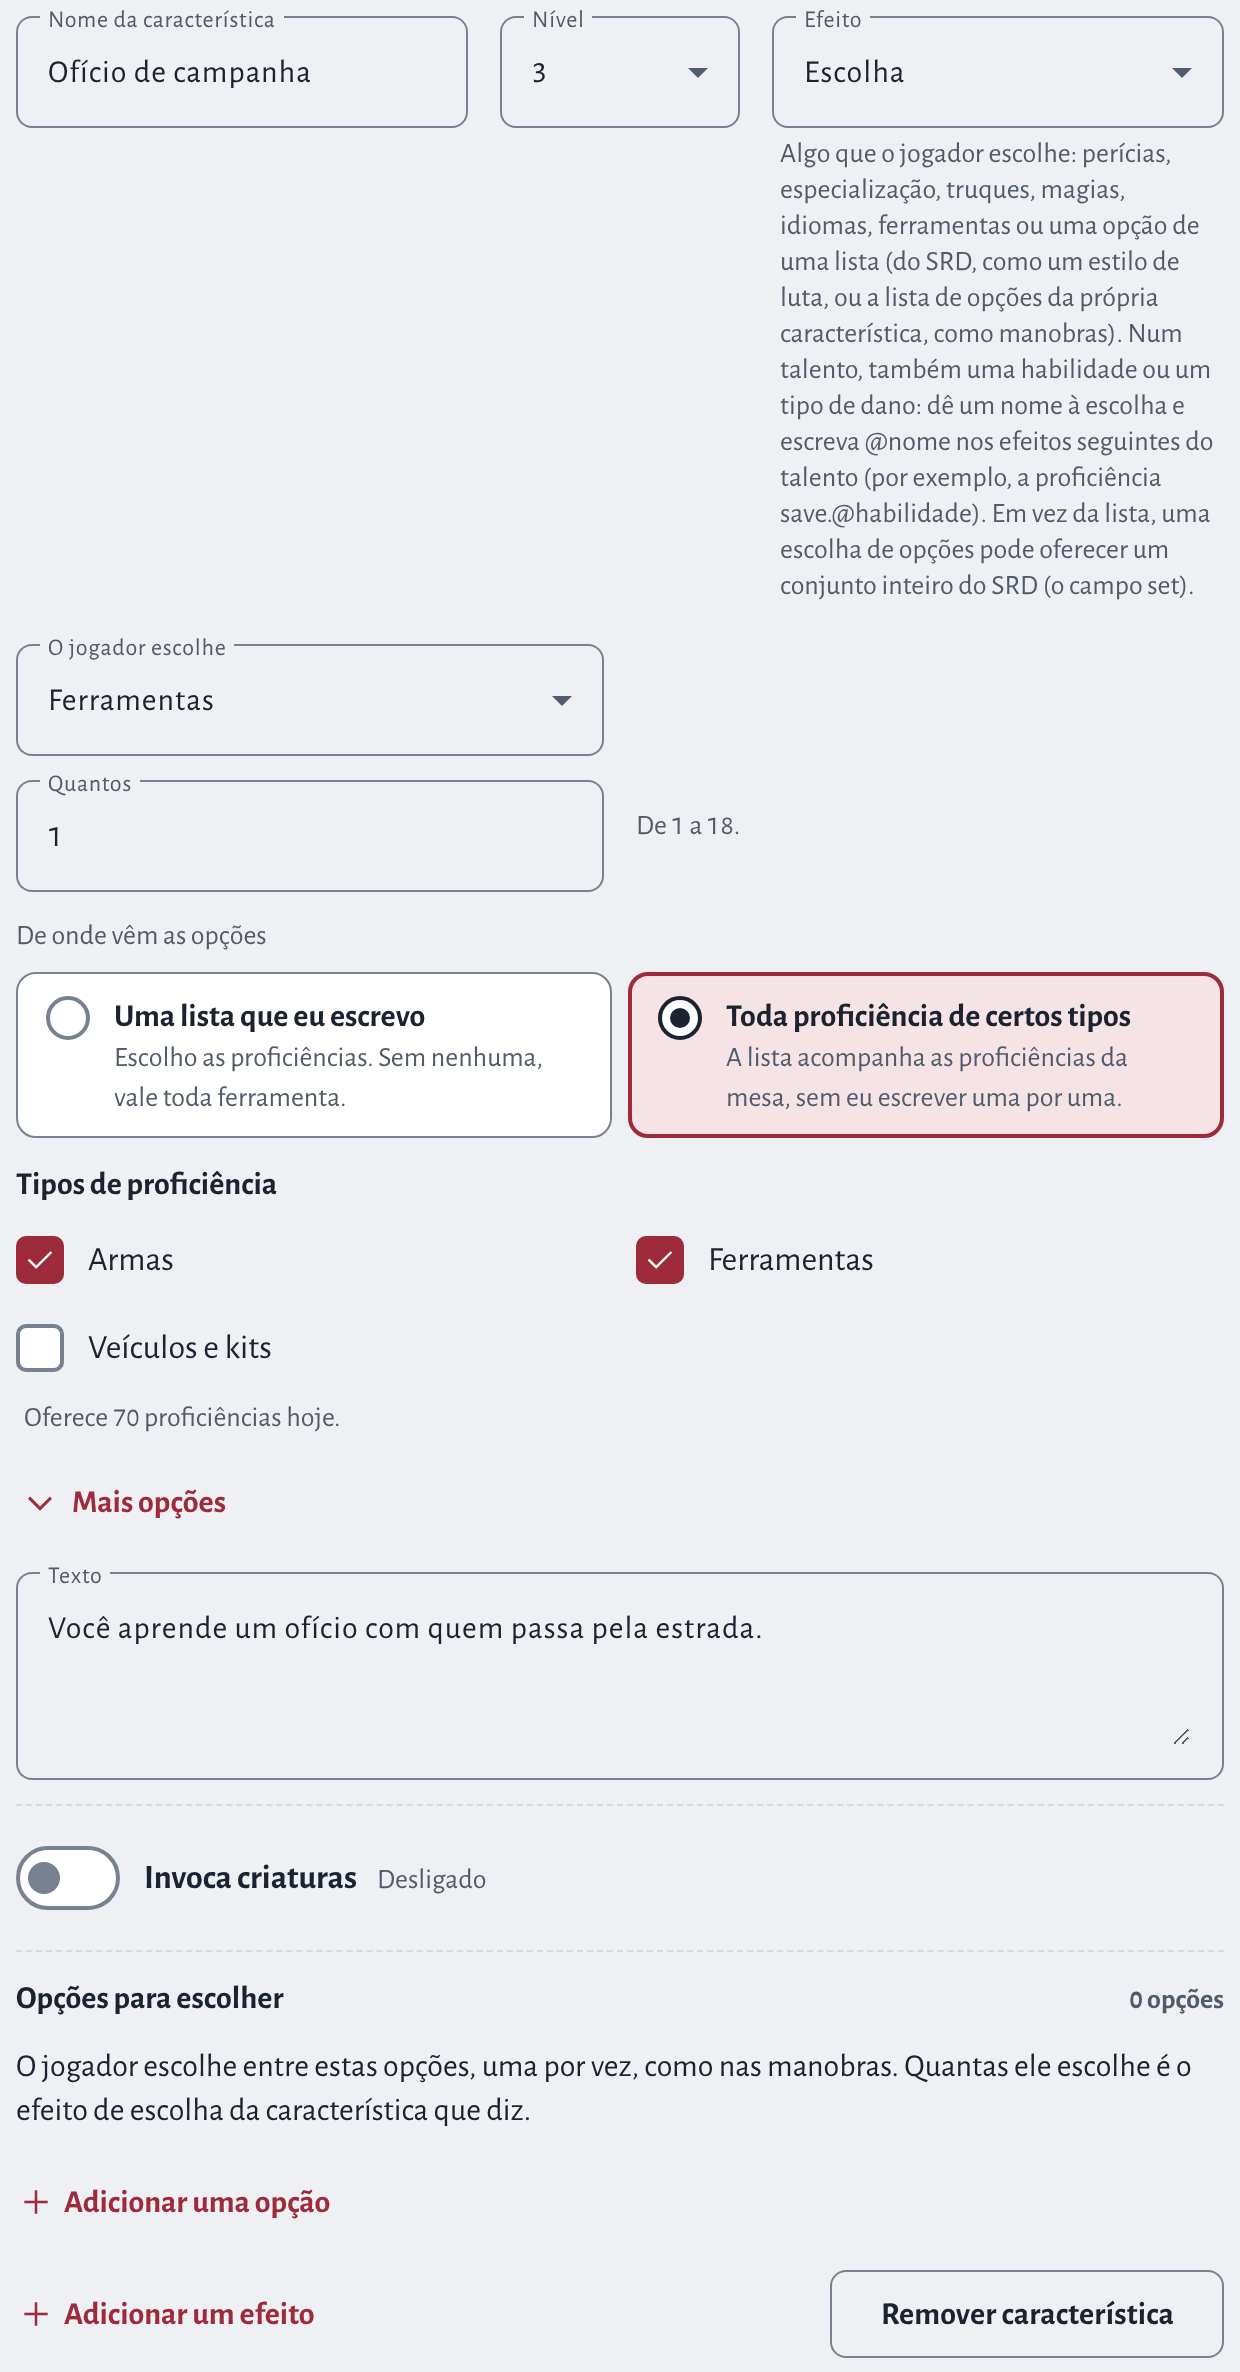 Nome da característica
Ofício de campanha
Nível
3
Efeito
Escolha
Algo que o jogador escolhe: perícias,
especialização, truques, magias,
idiomas, ferramentas ou uma opção de
uma lista (do SRD, como um estilo de
luta, ou a lista de opções da própria
característica, como manobras). Num
talento, também uma habilidade ou um
tipo de dano: dê um nome à escolha e
escreva @nome nos efeitos seguintes do
talento (por exemplo, a proficiência
save.@habilidade). Em vez da lista, uma
escolha de opções pode oferecer um
conjunto inteiro do SRD (o campo set).
O jogador escolhe
Ferramentas
Quantos
1
De 1 a 18.
De onde vêm as opções
Uma lista que eu escrevo
Escolho as proficiências. Sem nenhuma,
vale toda ferramenta.
Toda proficiência de certos tipos
A lista acompanha as proficiências da
mesa, sem eu escrever uma por uma.
Tipos de proficiência
Armas
Ferramentas
Veículos e kits
Oferece 70 proficiências hoje.
Mais opções
Texto
Você aprende um ofício com quem passa pela estrada.
Invoca criaturas
Desligado
Opções para escolher
0 opções
O jogador escolhe entre estas opções, uma por vez, como nas manobras. Quantas ele escolhe é o
efeito de escolha da característica que diz.
Adicionar uma opção
Adicionar um efeito
Remover característica